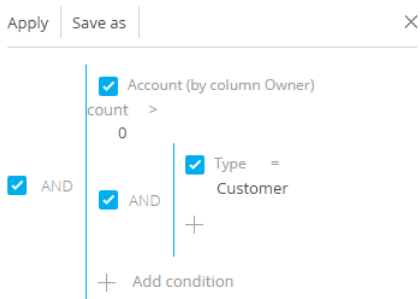 Apply Save as
Account (by column Owner)
count >
0
Type =
AND AND Customer
Add condition